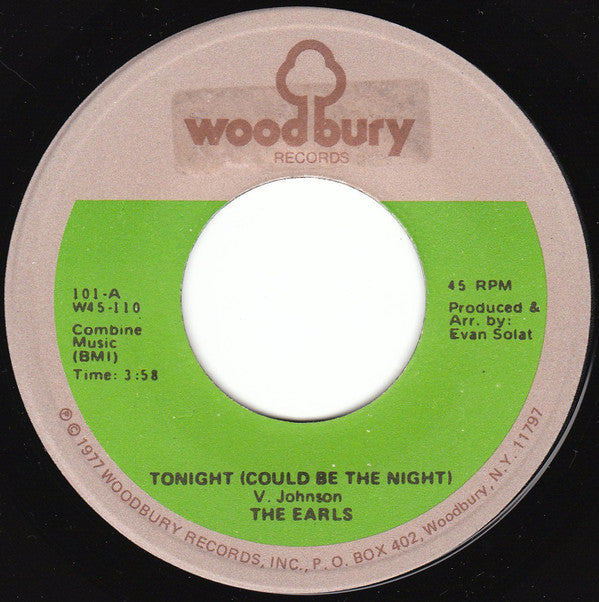 woodbury
RECORDS
101-A
W45-110
Combine
Music
(BMI)
Time: 3:58
45 RPM
Produced &
Arr. by:
Evan Solat
TONIGHT (COULD BE THE NIGHT)
V. Johnson
THE EARLS
℗ © 1977 WOODBURY RECORDS, INC., P.O. BOX 402, Woodbury, N.Y. 11797